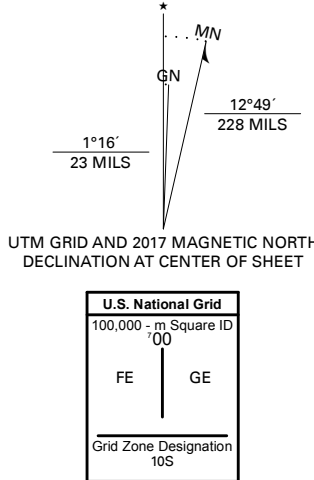 ★
MN
GN
12°49´
228 MILS
1°16´
23 MILS
UTM GRID AND 2017 MAGNETIC NORTH
DECLINATION AT CENTER OF SHEET
U.S. National Grid
100,000 - m Square ID
⁷00
FE GE
Grid Zone Designation
10S